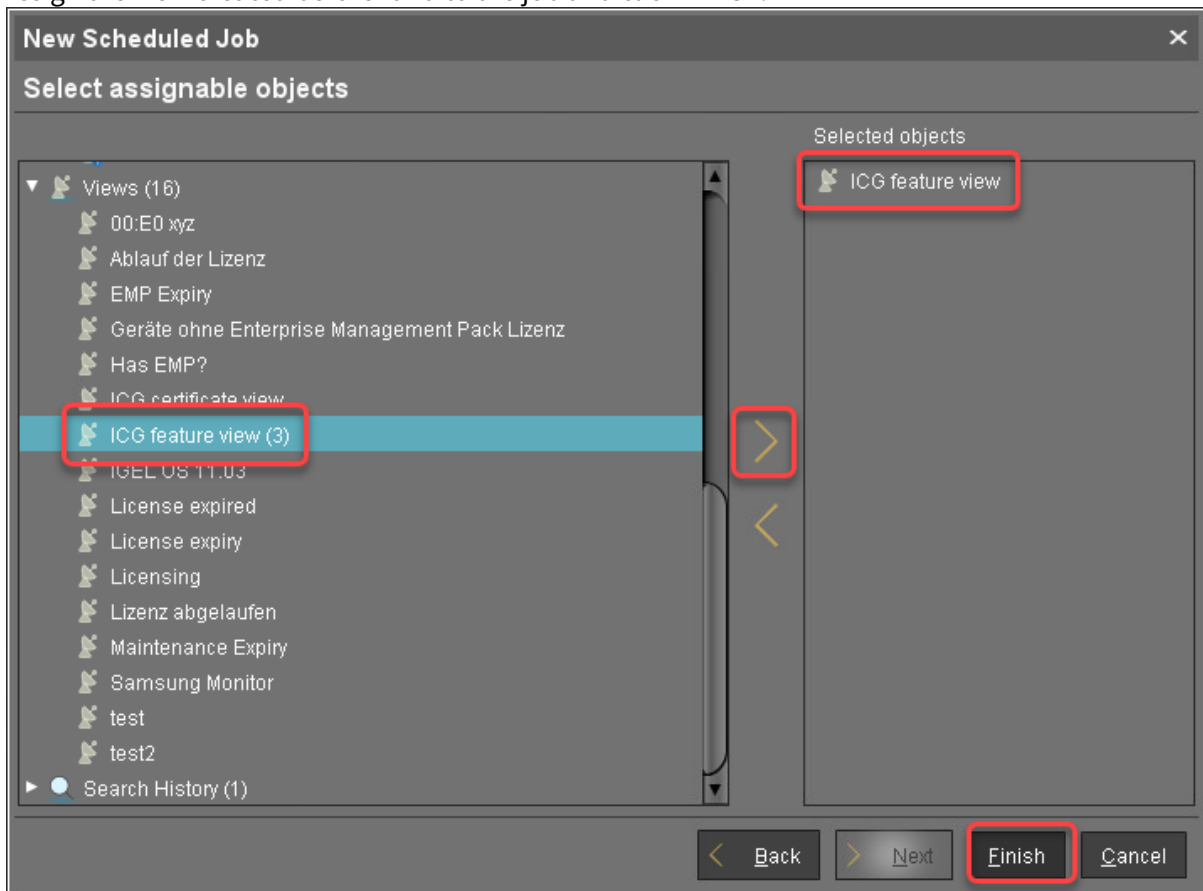 New Scheduled Job
Select assignable objects
Selected objects
Views (16)
00:E0 xyz
Ablauf der Lizenz
EMP Expiry
Geräte ohne Enterprise Management Pack Lizenz
Has EMP?
ICG certificate view
ICG feature view (3)
IGEL OS 11.03
License expired
License expiry
Licensing
Lizenz abgelaufen
Maintenance Expiry
Samsung Monitor
test
test2
Search History (1)
ICG feature view
Back Next Finish Cancel